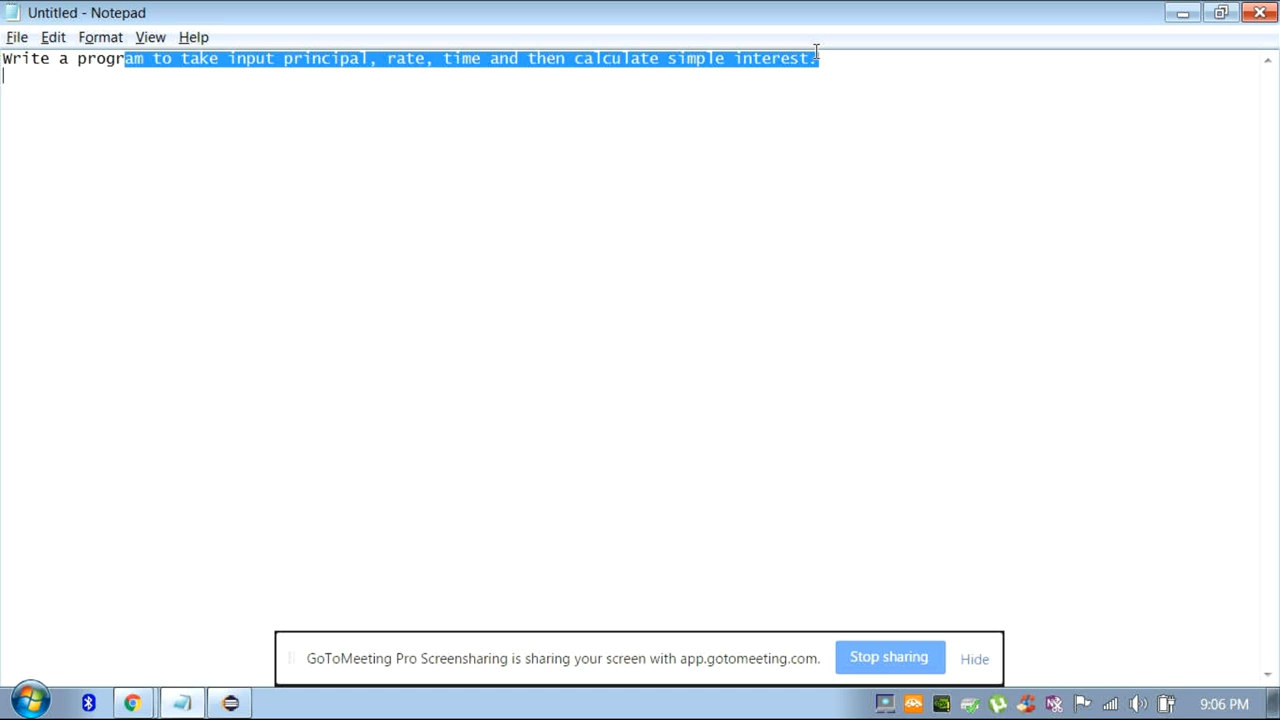 Untitled - Notepad
File Edit Format View Help
Write a program to take input principal, rate, time and then calculate simple interest.
GoToMeeting Pro Screensharing is sharing your screen with app.gotomeeting.com. Stop sharing Hide
9:06 PM